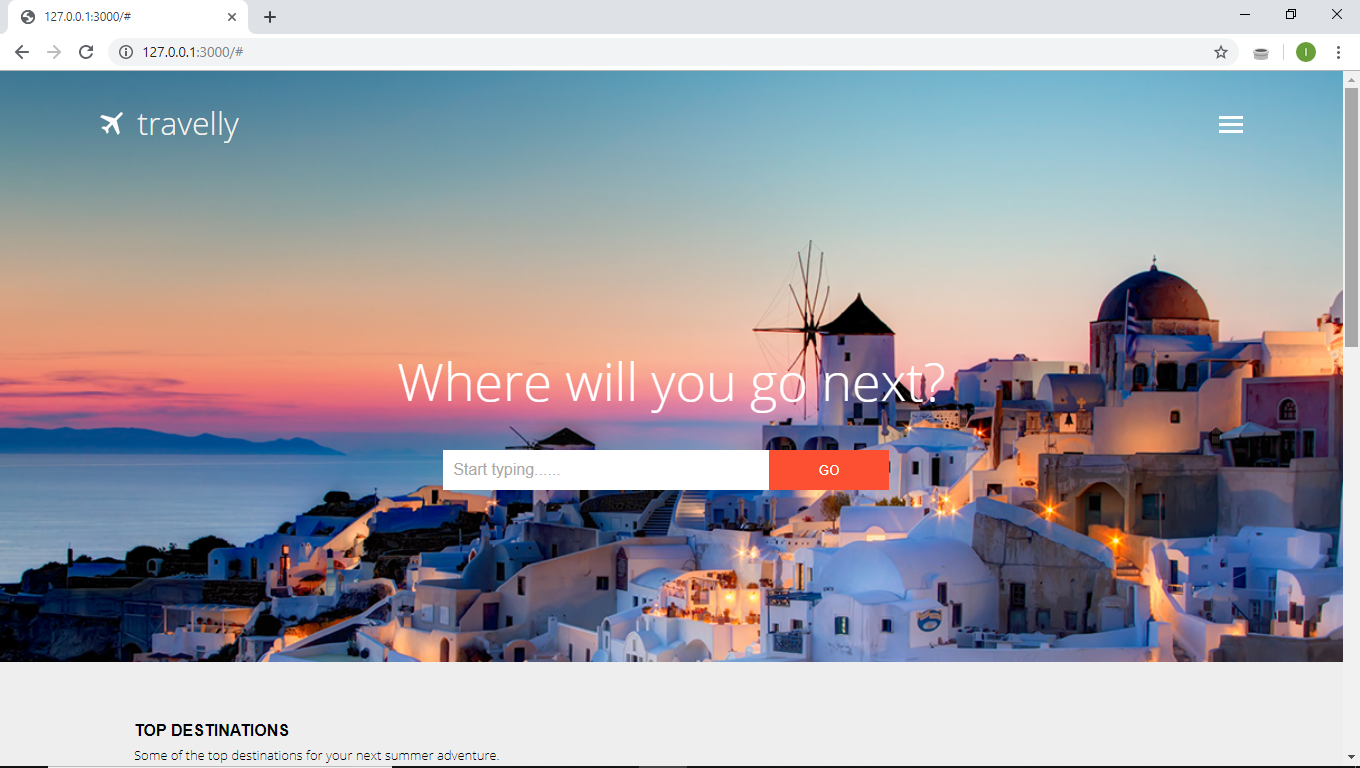 127.0.0.1:3000/#
127.0.0.1:3000/#
I
travelly
Where will you go next?
Start typing......
GO
TOP DESTINATIONS
Some of the top destinations for your next summer adventure.